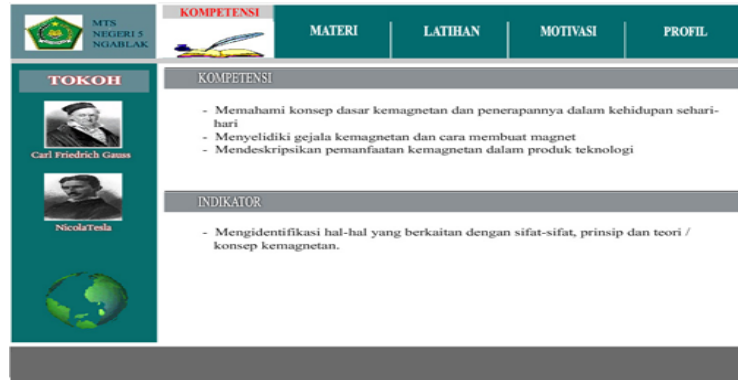 MTS
NEGERI 5
NGABLAK
KOMPETENSI
MATERI
LATIHAN
MOTIVASI
PROFIL
TOKOH
Carl Friedrich Gauss
NicolaTesla
KOMPETENSI
- Memahami konsep dasar kemagnetan dan penerapannya dalam kehidupan sehari-
hari
- Menyelidiki gejala kemagnetan dan cara membuat magnet
- Mendeskripsikan pemanfaatan kemagnetan dalam produk teknologi
INDIKATOR
- Mengidentifikasi hal-hal yang berkaitan dengan sifat-sifat, prinsip dan teori /
konsep kemagnetan.